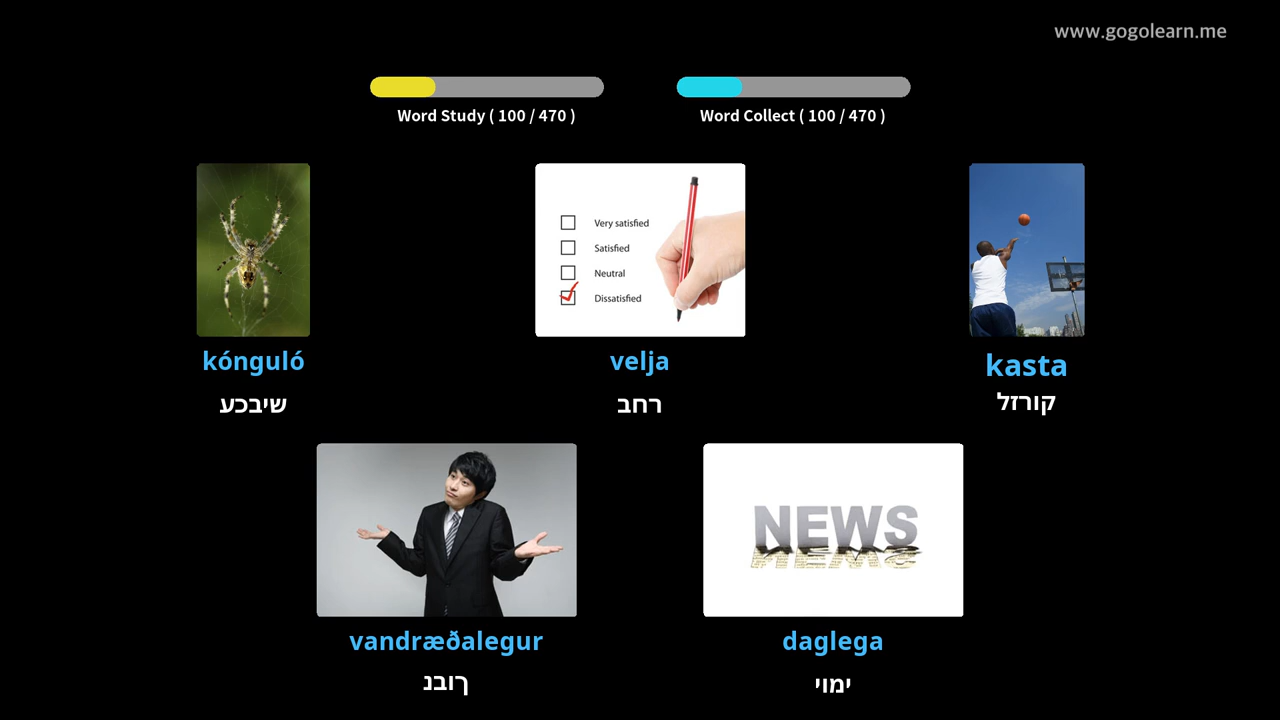 www.gogolearn.me
Word Study ( 100 / 470 )
Word Collect ( 100 / 470 )
Very satisfied
Satisfied
Neutral
Dissatisfied
kónguló
velja
kasta
שיבכע
רחב
קורזל
NEWS
vandræðalegur
daglega
ךובנ
ימוי